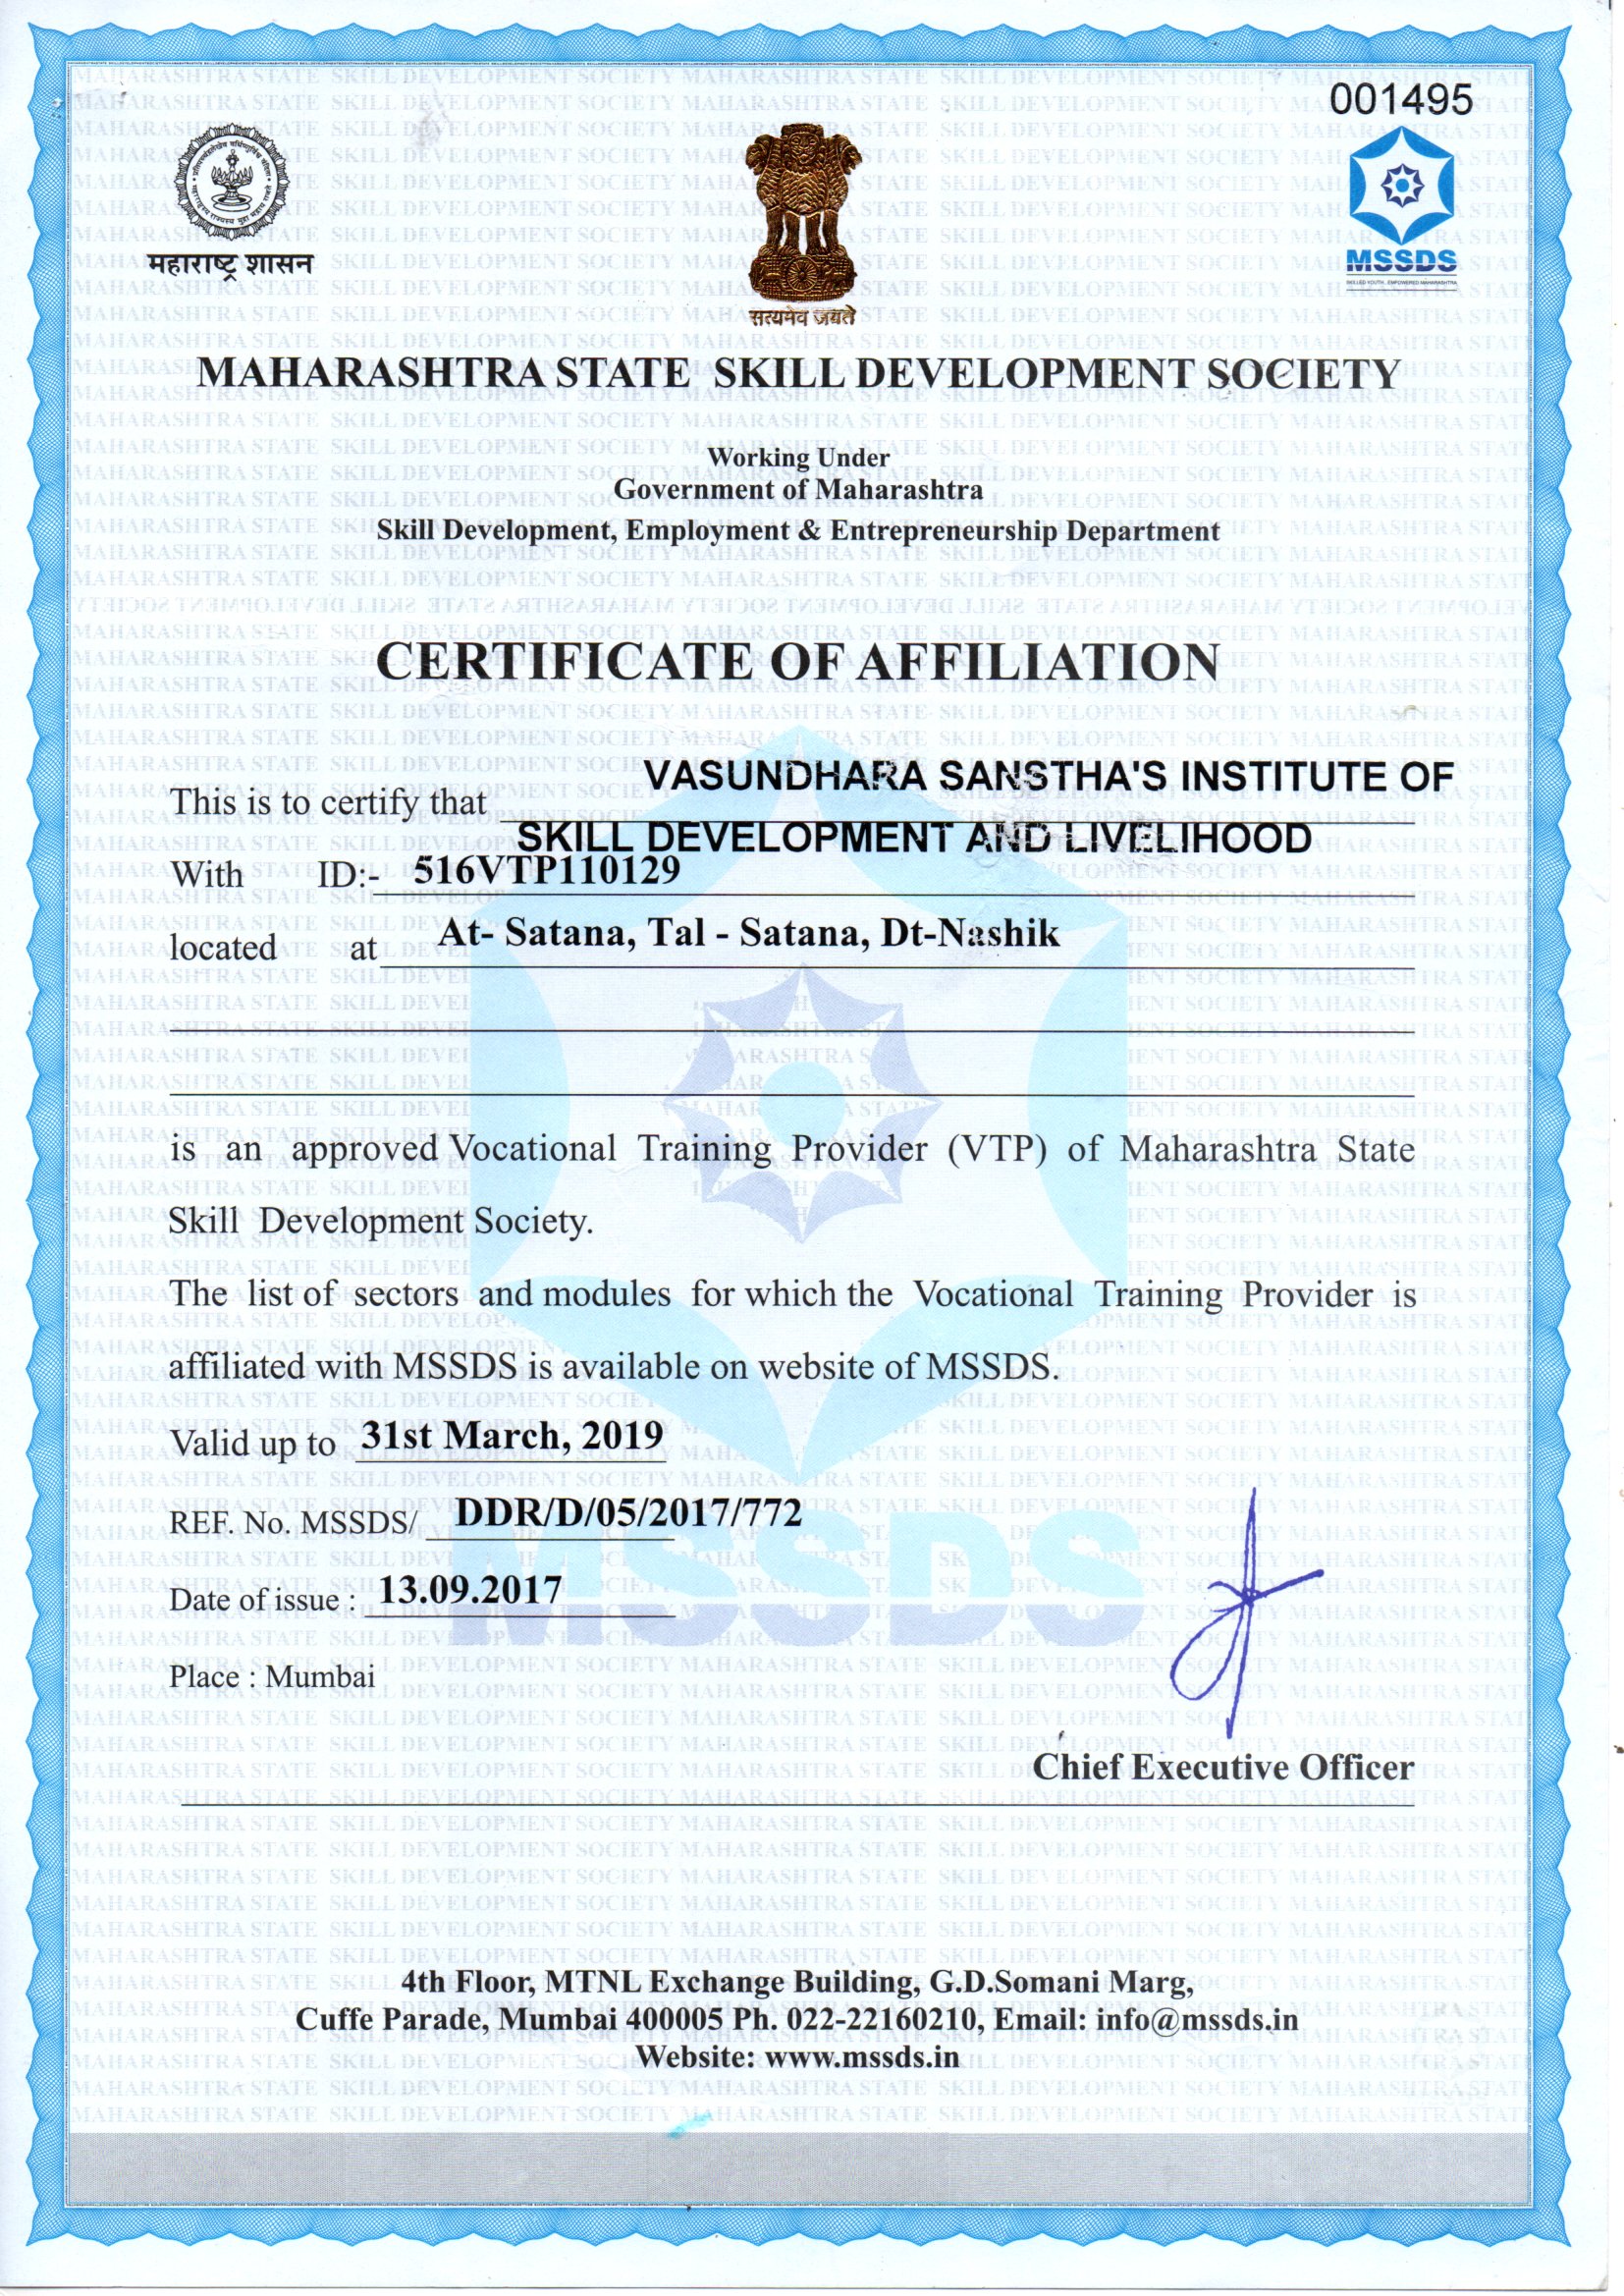 001495
महाराष्ट्र शासन
सत्यमेव जयते
MSSDS
SKILLED YOUTH, EMPOWERED MAHARASHTRA
MAHARASHTRA STATE SKILL DEVELOPMENT SOCIETY
Working Under
Government of Maharashtra
Skill Development, Employment & Entrepreneurship Department
CERTIFICATE OF AFFILIATION
This is to certify that VASUNDHARA SANSTHA'S INSTITUTE OF
SKILL DEVELOPMENT AND LIVELIHOOD
With ID:- 516VTP110129
located at At- Satana, Tal - Satana, Dt-Nashik
is an approved Vocational Training Provider (VTP) of Maharashtra State
Skill Development Society.
The list of sectors and modules for which the Vocational Training Provider is
affiliated with MSSDS is available on website of MSSDS.
Valid up to 31st March, 2019
REF. No. MSSDS/ DDR/D/05/2017/772
Date of issue : 13.09.2017
MSSDS
Place : Mumbai
Chief Executive Officer
4th Floor, MTNL Exchange Building, G.D.Somani Marg,
Cuffe Parade, Mumbai 400005 Ph. 022-22160210, Email: info@mssds.in
Website: www.mssds.in